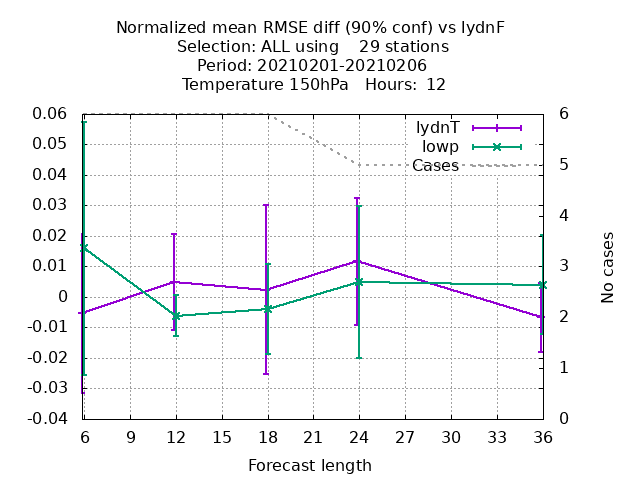 Normalized mean RMSE diff (90% conf) vs lydnF
Selection: ALL using    29 stations
Period: 20210201-20210206
Temperature 150hPa   Hours:  12
lydnT
lowp
Cases
0.06
0.05
0.04
0.03
0.02
0.01
0
-0.01
-0.02
-0.03
-0.04
6
5
4
3
2
1
0
No cases
6 9 12 15 18 21 24 27 30 33 36
Forecast length